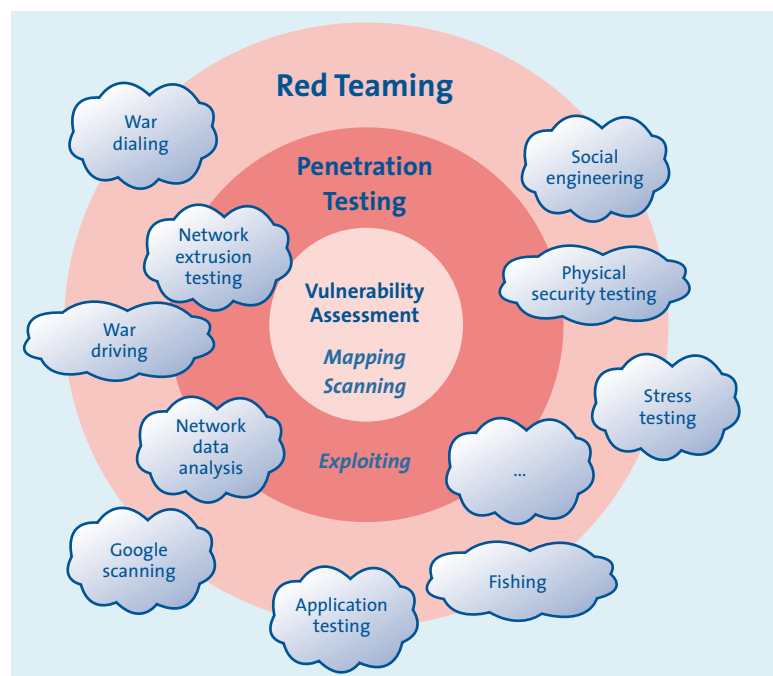 Red Teaming
War
dialing
Social
engineering
Penetration
Testing
Network
extrusion
testing
Physical
security testing
Vulnerability
Assessment
War
driving
Mapping
Scanning
Stress
testing
Network
data
analysis
Exploiting
...
Google
scanning
Fishing
Application
testing